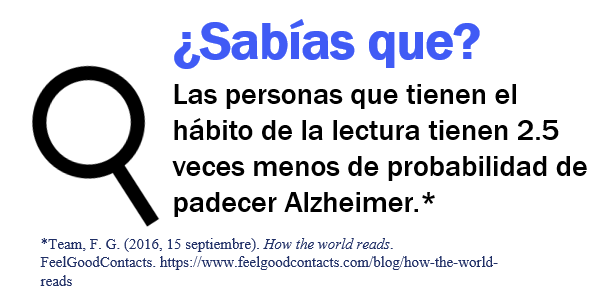 ¿Sabías que?
Las personas que tienen el
hábito de la lectura tienen 2.5
veces menos de probabilidad de
padecer Alzheimer.*
*Team, F. G. (2016, 15 septiembre). How the world reads.
FeelGoodContacts. https://www.feelgoodcontacts.com/blog/how-the-world-
reads